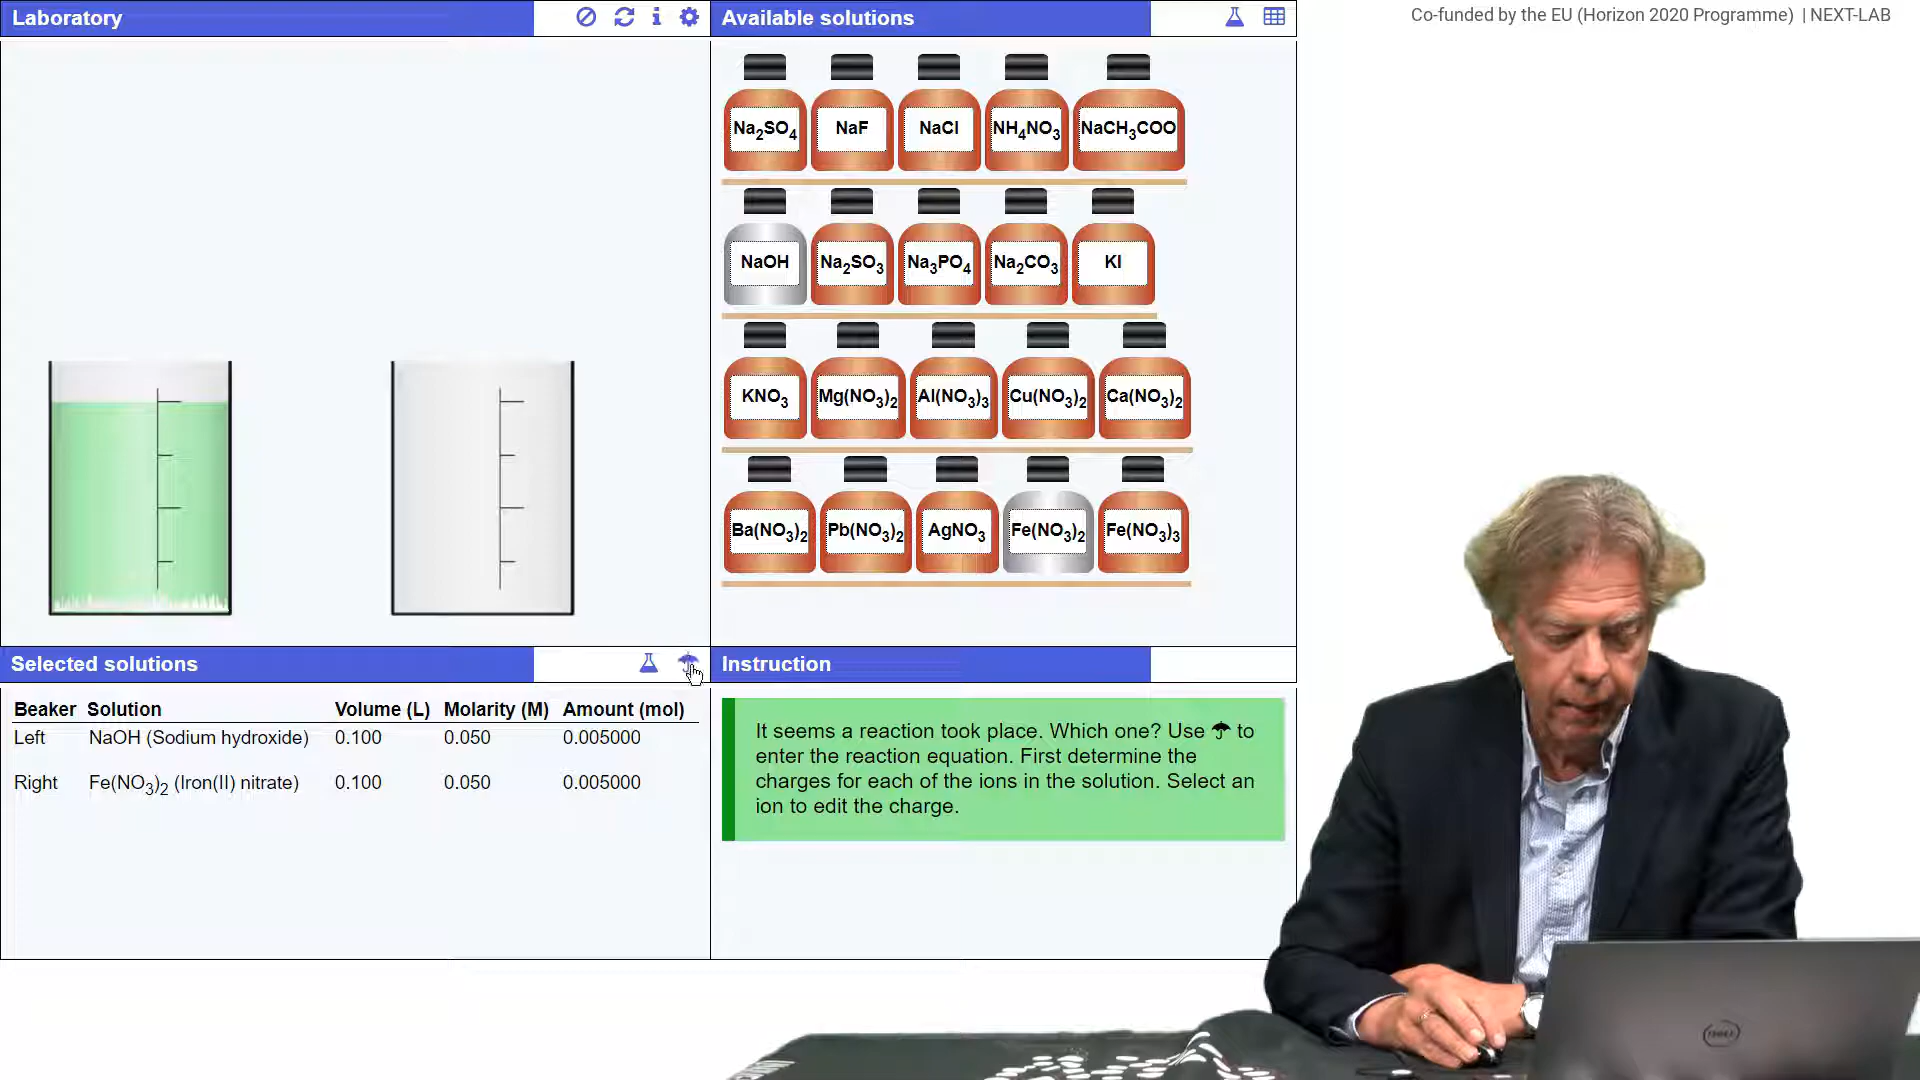 Laboratory
Available solutions
Co-funded by the EU (Horizon 2020 Programme) | NEXT-LAB
Na₂SO₄ NaF NaCl NH₄NO₃ NaCH₃COO
NaOH Na₂SO₃ Na₃PO₄ Na₂CO₃ KI
KNO₃ Mg(NO₃)₂ Al(NO₃)₃ Cu(NO₃)₂ Ca(NO₃)₂
Ba(NO₃)₂ Pb(NO₃)₂ AgNO₃ Fe(NO₃)₂ Fe(NO₃)₃
Selected solutions
Beaker Solution Volume (L) Molarity (M) Amount (mol)
Left NaOH (Sodium hydroxide) 0.100 0.050 0.005000
Right Fe(NO₃)₂ (Iron(II) nitrate) 0.100 0.050 0.005000
Instruction
It seems a reaction took place. Which one? Use to
enter the reaction equation. First determine the
charges for each of the ions in the solution. Select an
ion to edit the charge.
DELL